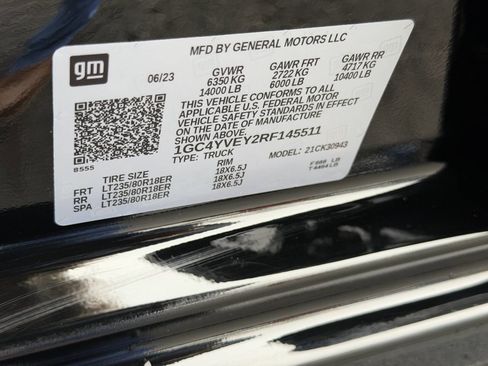 gm
MFD BY GENERAL MOTORS LLC
06/23
GVWR GAWR FRT GAWR RR
6350 KG 2722 KG 4717 KG
14000 LB 6000 LB 10400 LB
THIS VEHICLE CONFORMS TO ALL
APPLICABLE U.S. FEDERAL MOTOR
VEHICLE SAFETY STANDARDS IN EFFECT
ON THE DATE OF MANUFACTURE
SHOWN ABOVE.
1GC4YVEY2RF145511
TYPE: TRUCK MODEL: 21CK30943
B555
TIRE SIZE RIM
FRT LT235/80R18ER 18X6.5J
RR LT235/80R18ER 18X6.5J
SPA LT235/80R18ER 18X6.5J
LB
LB